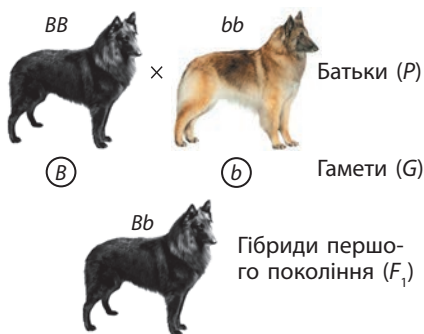 BB bb
× Батьки (P)
B b Гамети (G)
Bb
Гібриди першо-
го покоління (F₁)